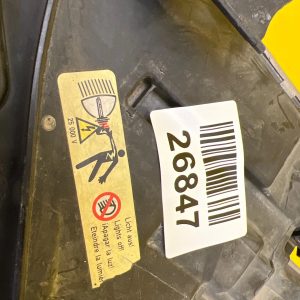 25 000 V
Licht aus!
Lights off!
¡Apagar la luz!
Eteindre la lumière
26847